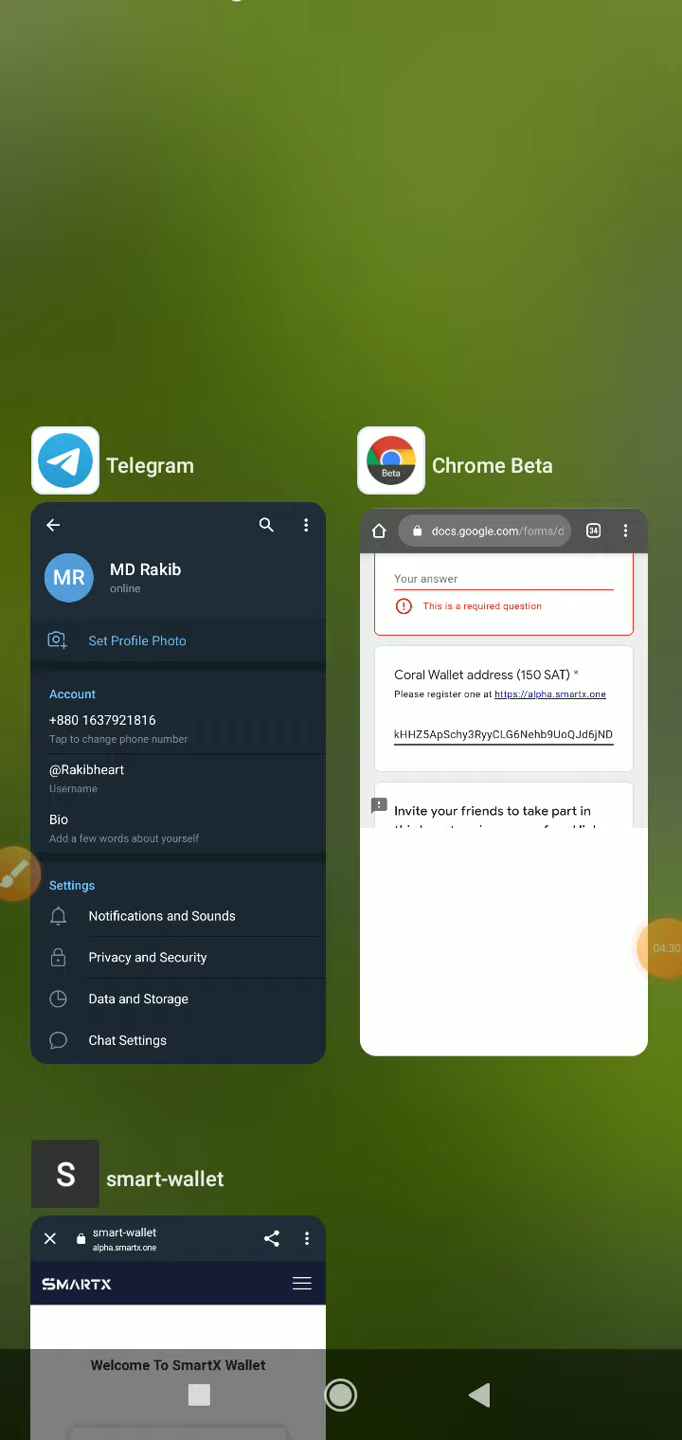 Telegram
MR
MD Rakib
online
Set Profile Photo
Account
+880 1637921816
Tap to change phone number
@Rakibheart
Username
Bio
Add a few words about yourself
Settings
Notifications and Sounds
Privacy and Security
Data and Storage
Chat Settings
Beta
Chrome Beta
docs.google.com/forms/d
34
Your answer
This is a required question
Coral Wallet address (150 SAT) *
Please register one at https://alpha.smartx.one
kHHZ5ApSchy3RyyCLG6Nehb9UoQJd6jND
Invite your friends to take part in
04:30
S
smart-wallet
smart-wallet
alpha.smartx.one
SMARTX
Welcome To SmartX Wallet